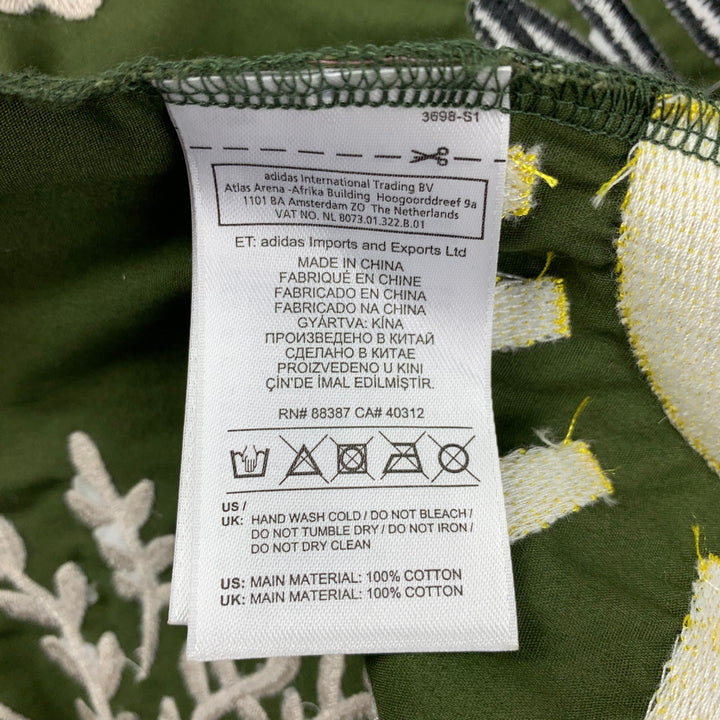 3698-S1
adidas International Trading BV
Atlas Arena -Afrika Building Hoogoorddreef 9a
1101 BA Amsterdam ZO The Netherlands
VAT NO. NL 8073.01.322.B.01
ET: adidas Imports and Exports Ltd
MADE IN CHINA
FABRIQUÉ EN CHINE
FABRICADO EN CHINA
FABRICADO NA CHINA
GYÁRTVA: KÍNA
ПРОИЗВЕДЕНО В КИТАЙ
СДЕЛАНО В КИТАЕ
PROIZVEDENO U KINI
ÇİN'DE İMAL EDİLMİŞTİR.
RN# 88387 CA# 40312
US /
UK: HAND WASH COLD / DO NOT BLEACH /
DO NOT TUMBLE DRY / DO NOT IRON /
DO NOT DRY CLEAN
US: MAIN MATERIAL: 100% COTTON
UK: MAIN MATERIAL: 100% COTTON